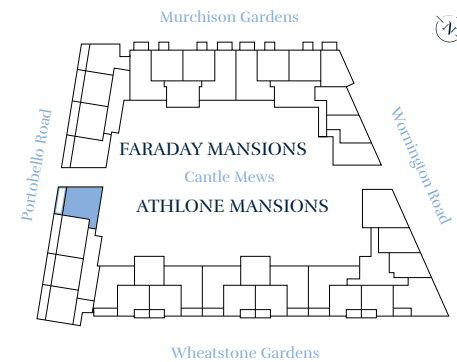 Murchison Gardens
N
Portobello Road
Wornington Road
FARADAY MANSIONS
Cantle Mews
ATHLONE MANSIONS
Wheatstone Gardens